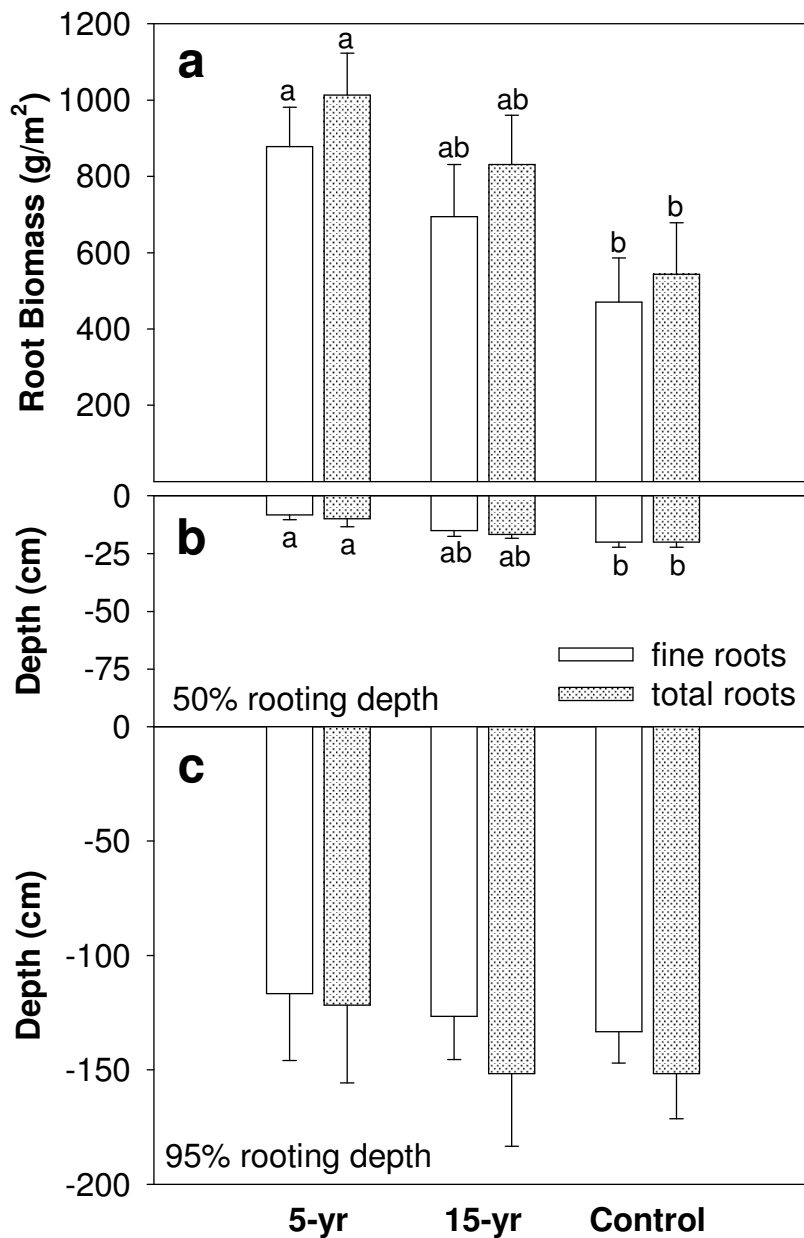 1200
1000
800
600
400
200
Root Biomass (g/m²)
a
a
a
ab
ab
b
b
0
-25
-50
-75
Depth (cm)
b
a
a
ab
ab
b
b
fine roots
total roots
50% rooting depth
0
-50
-100
-150
-200
Depth (cm)
c
95% rooting depth
5-yr 15-yr Control